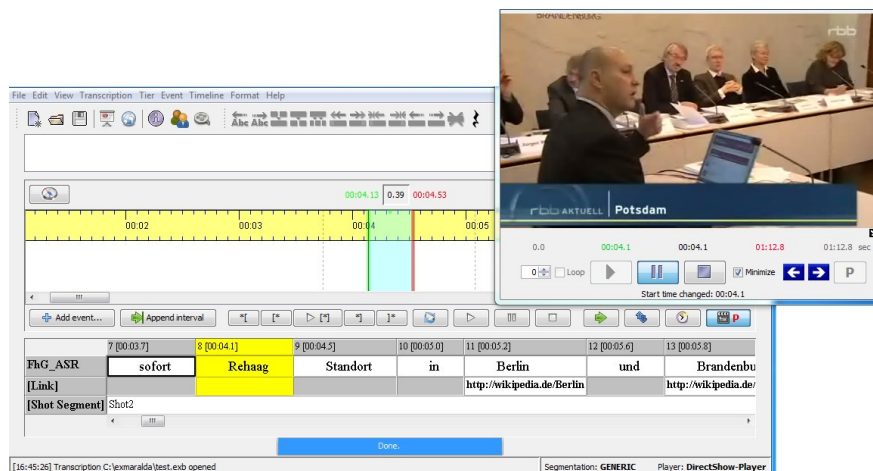 BRANDENBURG
rbb
rbb AKTUELL Potsdam
0.0 00:04.1 00:04.1 01:12.8 01:12.8 sec
0 Loop Minimize P
Start time changed: 00:04.1
File Edit View Transcription Tier Event Timeline Format Help
Abc Abc
00:04.13 0.39 00:04.53
00:02 00:03 00:04 00:05
Add event... Append interval *[ [* [*] *] ]* P
7 [00:03.7] 8 [00:04.1] 9 [00:04.5] 10 [00:05.0] 11 [00:05.2] 12 [00:05.6] 13 [00:05.8]
FhG_ASR sofort Rehaag Standort in Berlin und Brandenbu
[Link] http://wikipedia.de/Berlin http://wikipedia.de/
[Shot Segment] Shot2
Done.
[16:45:26] Transcription C:\exmaralda\test.exb opened Segmentation: GENERIC Player: DirectShow-Player